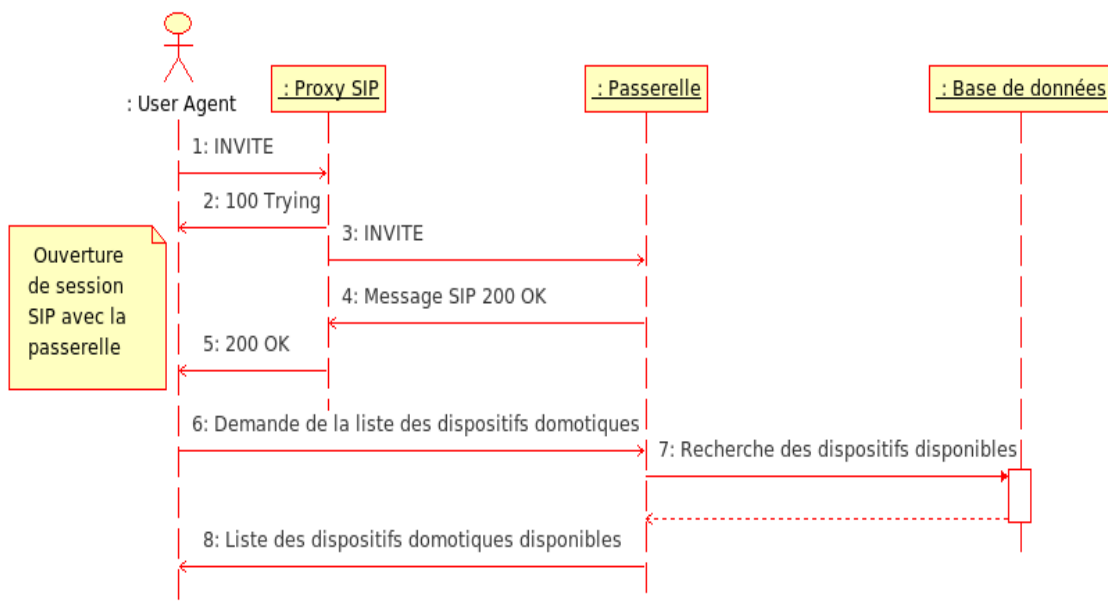 : User Agent
: Proxy SIP
: Passerelle
: Base de données
1: INVITE
2: 100 Trying
3: INVITE
Ouverture
de session
SIP avec la
passerelle
4: Message SIP 200 OK
5: 200 OK
6: Demande de la liste des dispositifs domotiques
7: Recherche des dispositifs disponibles
8: Liste des dispositifs domotiques disponibles